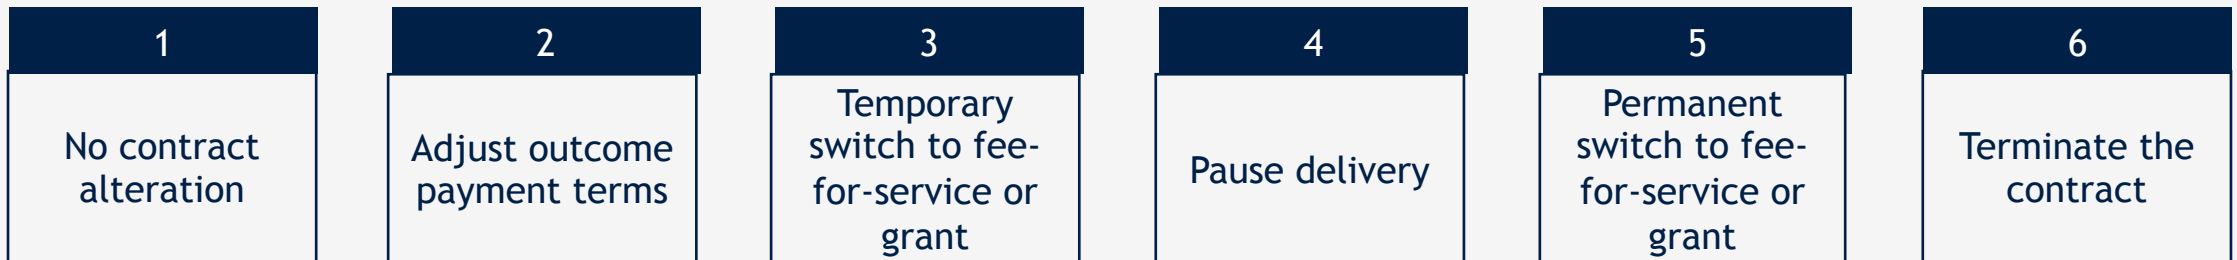 1
No contract
alteration
2
Adjust outcome
payment terms
3
Temporary
switch to fee-
for-service or
grant
4
Pause delivery
5
Permanent
switch to fee-
for-service or
grant
6
Terminate the
contract